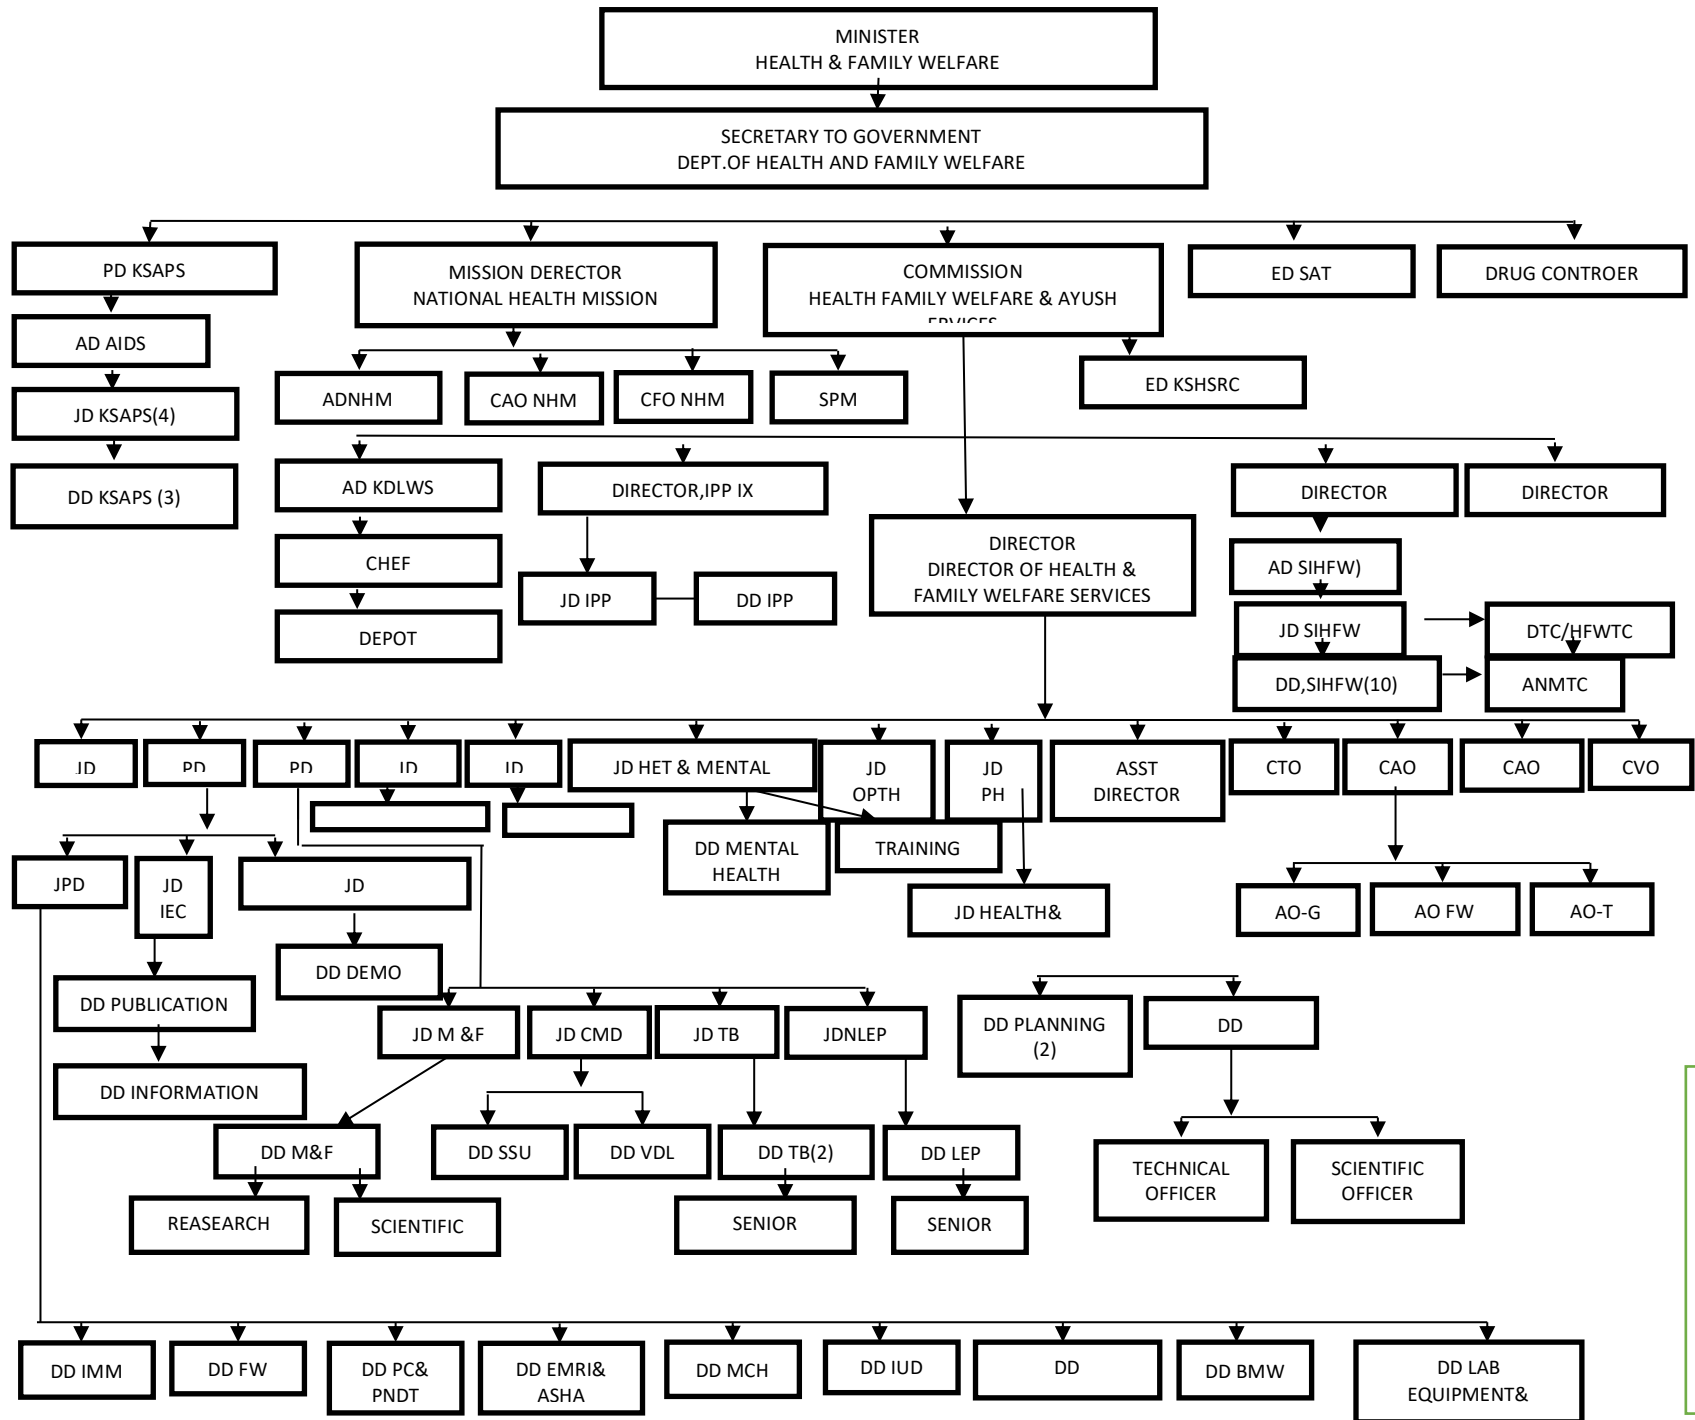 MINISTER
HEALTH & FAMILY WELFARE
SECRETARY TO GOVERNMENT
DEPT.OF HEALTH AND FAMILY WELFARE
PD KSAPS
MISSION DERECTOR
NATIONAL HEALTH MISSION
COMMISSION
HEALTH FAMILY WELFARE & AYUSH
ED SAT
DRUG CONTROER
AD AIDS
JD KSAPS(4)
DD KSAPS (3)
ADNHM
CAO NHM
CFO NHM
SPM
ED KSHSRC
AD KDLWS
DIRECTOR,IPP IX
DIRECTOR
DIRECTOR
CHEF
DEPOT
JD IPP
DD IPP
DIRECTOR
DIRECTOR OF HEALTH &
FAMILY WELFARE SERVICES
AD SIHFW)
JD SIHFW
DTC/HFWTC
DD,SIHFW(10)
ANMTC
JD
PD
PD
JD HET & MENTAL
JD
OPTH
JD
PH
ASST
DIRECTOR
CTO
CAO
CAO
CVO
DD MENTAL
HEALTH
TRAINING
JD HEALTH&
AO-G
AO FW
AO-T
JPD
JD
IEC
JD
DD DEMO
DD PUBLICATION
DD INFORMATION
JD M &F
JD CMD
JD TB
JDNLEP
DD PLANNING
(2)
DD
DD M&F
DD SSU
DD VDL
DD TB(2)
DD LEP
TECHNICAL
OFFICER
SCIENTIFIC
OFFICER
REASEARCH
SCIENTIFIC
SENIOR
SENIOR
DD IMM
DD FW
DD PC&
PNDT
DD EMRI&
ASHA
DD MCH
DD IUD
DD
DD BMW
DD LAB
EQUIPMENT&